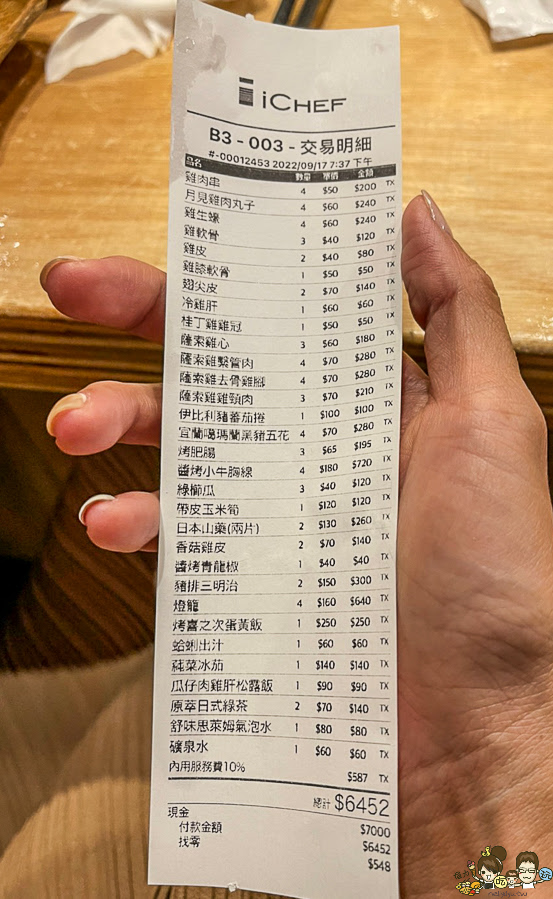 iCHEF
B3 - 003 - 交易明細
#-00012453 2022/09/17 7:37 下午
品名 數量 單價 金額
雞肉串 4 $50 $200 TX
月見雞肉丸子 4 $60 $240 TX
雞生蠔 4 $60 $240 TX
雞軟骨 3 $40 $120 TX
雞皮 2 $40 $80 TX
雞膝軟骨 1 $50 $50 TX
翅尖皮 2 $70 $140 TX
冷雞肝 1 $60 $60 TX
桂丁雞雞冠 1 $50 $50 TX
薩索雞心 3 $60 $180 TX
薩索雞繫管肉 4 $70 $280 TX
薩索雞去骨雞腳 4 $70 $280 TX
薩索雞雞頸肉 3 $70 $210 TX
伊比利豬蕃茄捲 1 $100 $100 TX
宜蘭噶瑪蘭黑豬五花 4 $70 $280 TX
烤肥腸 3 $65 $195 TX
醬烤小牛胸線 4 $180 $720 TX
綠櫛瓜 3 $40 $120 TX
帶皮玉米筍 1 $120 $120 TX
日本山藥(兩片) 2 $130 $260 TX
香菇雞皮 2 $70 $140 TX
醬烤青龍椒 1 $40 $40 TX
豬排三明治 2 $150 $300 TX
燈籠 4 $160 $640 TX
烤喜之次蛋黃飯 1 $250 $250 TX
蛤蜊出汁 1 $60 $60 TX
蒓菜冰茄 1 $140 $140 TX
瓜仔肉雞肝松露飯 1 $90 $90 TX
原萃日式綠茶 2 $70 $140 TX
舒味思萊姆氣泡水 1 $80 $80 TX
礦泉水 1 $60 $60 TX
內用服務費10% $587 TX
總計 $6452
現金 $7000
付款金額 $6452
找零 $548